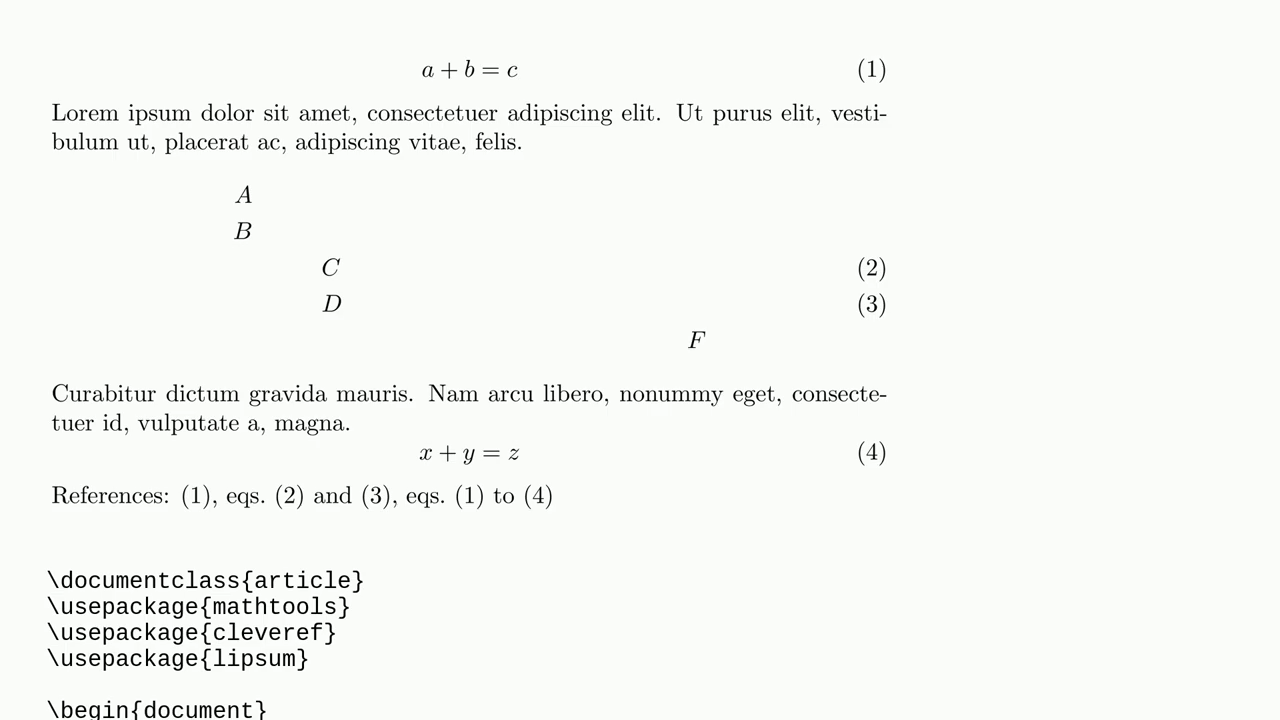 a + b = c (1)
Lorem ipsum dolor sit amet, consectetuer adipiscing elit. Ut purus elit, vesti-
bulum ut, placerat ac, adipiscing vitae, felis.
A
B
C (2)
D (3)
F
Curabitur dictum gravida mauris. Nam arcu libero, nonummy eget, consecte-
tuer id, vulputate a, magna.
x + y = z (4)
References: (1), eqs. (2) and (3), eqs. (1) to (4)
\documentclass{article}
\usepackage{mathtools}
\usepackage{cleveref}
\usepackage{lipsum}
\begin{document}